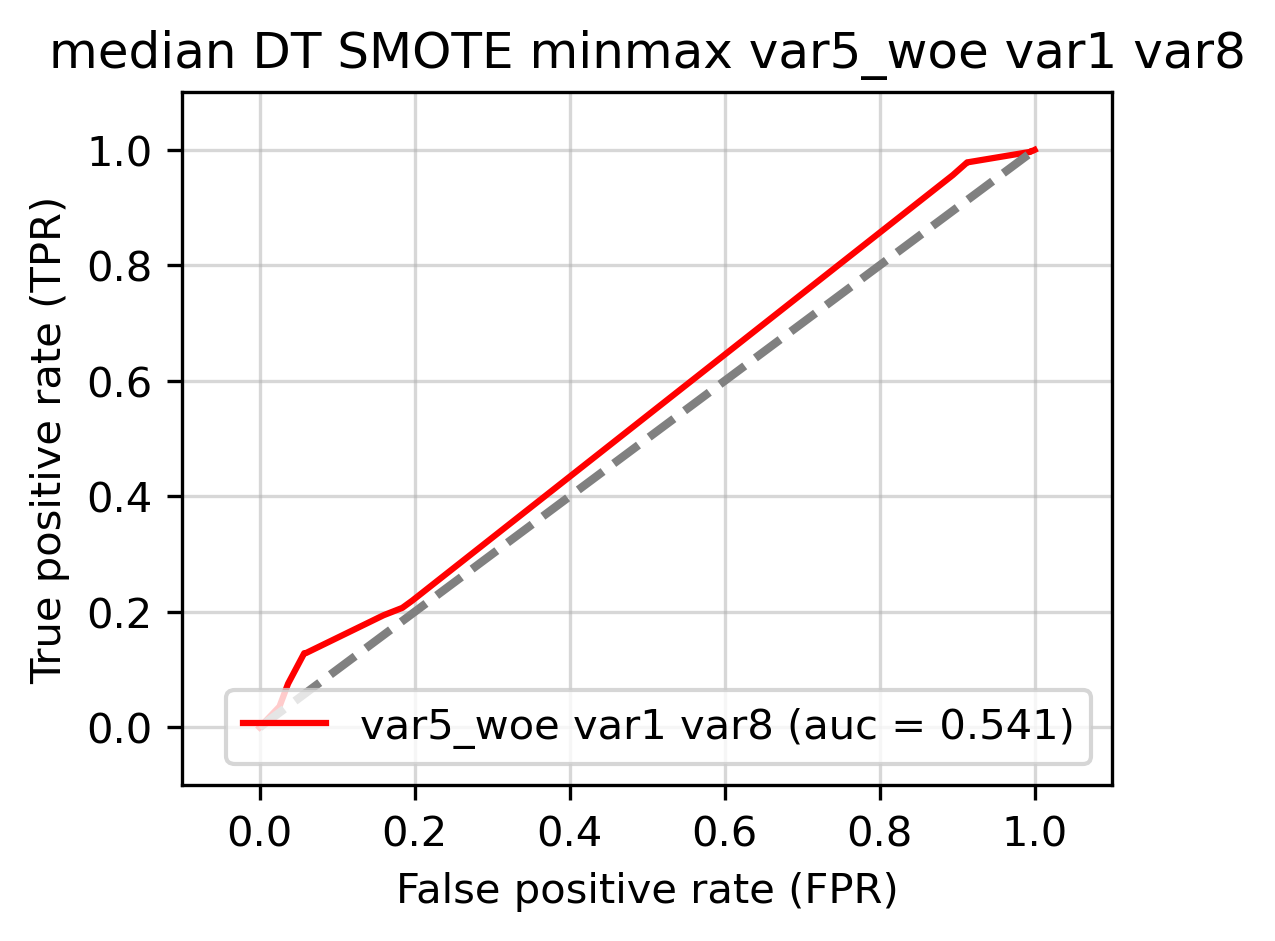 median DT SMOTE minmax var5_woe var1 var8
True positive rate (TPR)
1.0
0.8
0.6
0.4
0.2
0.0
var5_woe var1 var8 (auc = 0.541)
0.0 0.2 0.4 0.6 0.8 1.0
False positive rate (FPR)